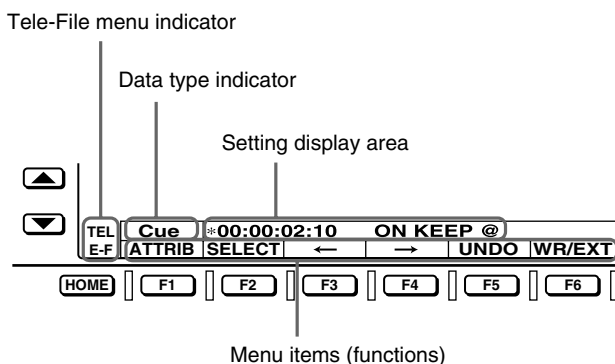 Tele-File menu indicator
Data type indicator
Setting display area
TEL Cue *00:00:02:10 ON KEEP @
E-F ATTRIB SELECT ← → UNDO WR/EXT
HOME F1 F2 F3 F4 F5 F6
Menu items (functions)